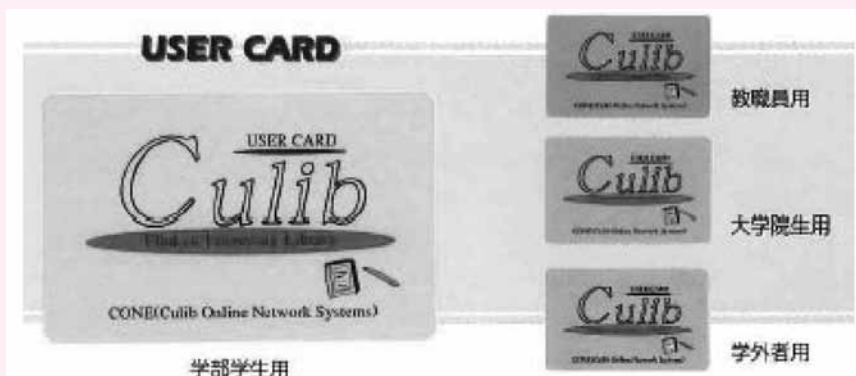 USER CARD
USER CARD
Culib
Library
CONE(Culib Online Network Systems)
学部学生用
Culib
教職員用
Culib
大学院生用
Culib
学外者用